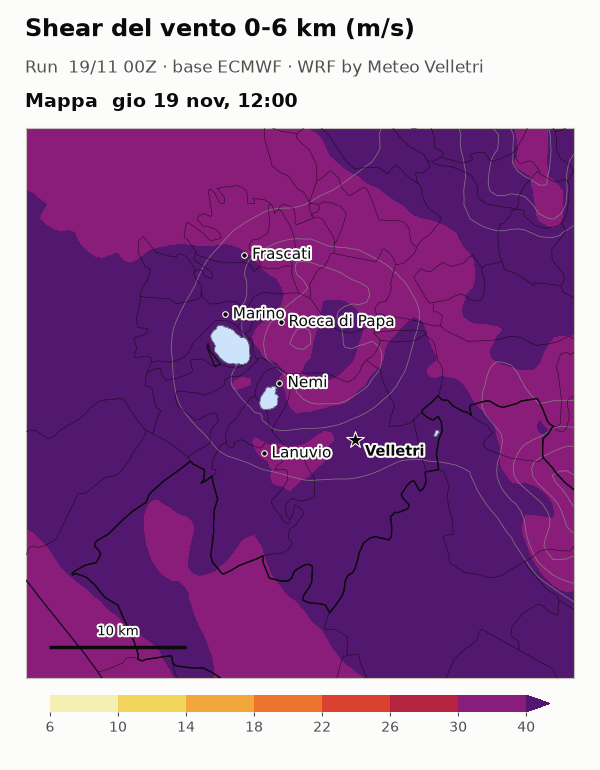 Shear del vento 0-6 km (m/s)
Run  19/11 00Z · base ECMWF · WRF by Meteo Velletri
Mappa  gio 19 nov, 12:00
Frascati
Marino
Rocca di Papa
Nemi
Velletri
Lanuvio
10 km
6 10 14 18 22 26 30 40